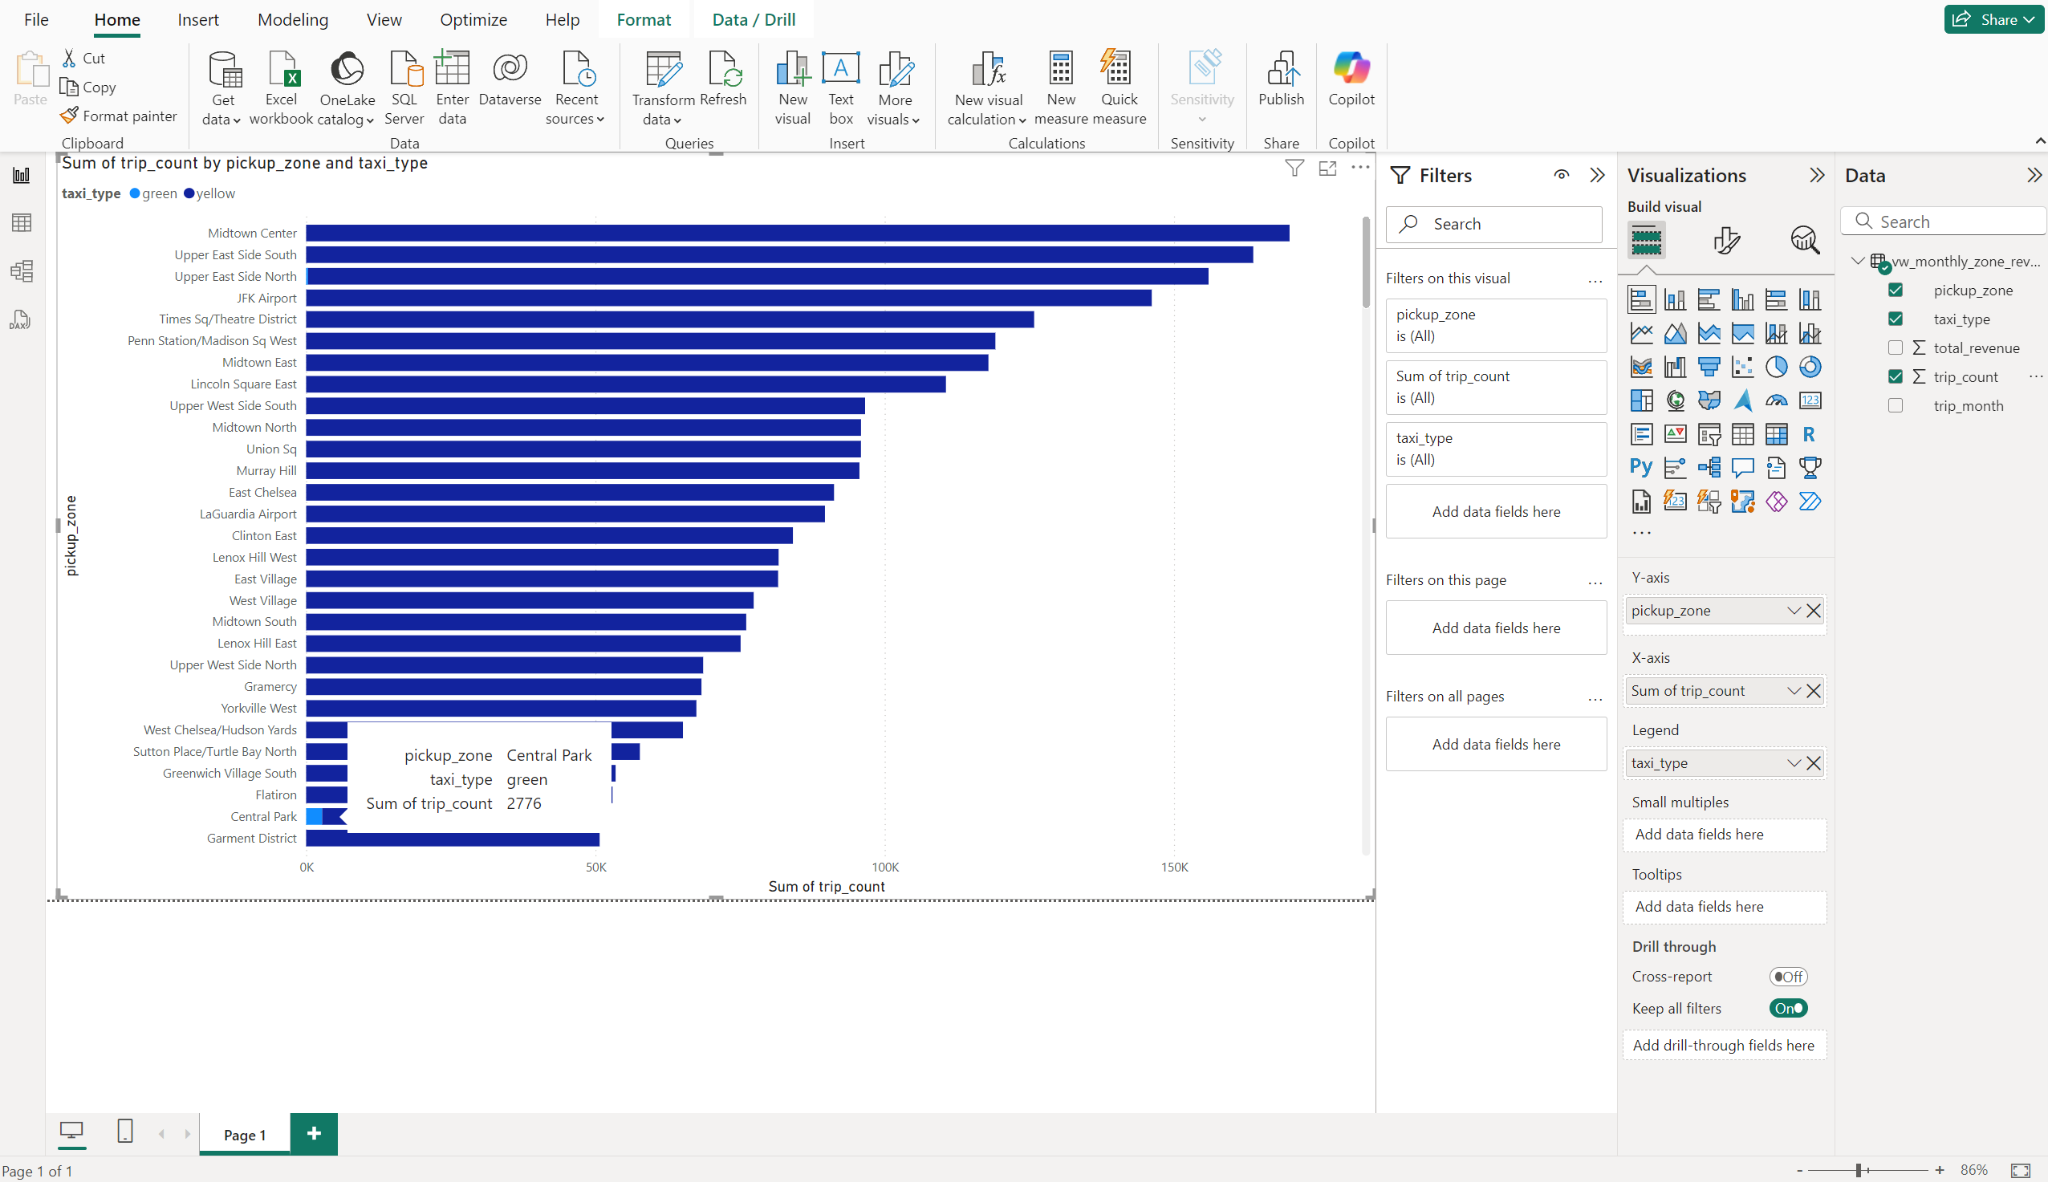 File Home Insert Modeling View Optimize Help Format Data / Drill Share
Paste
Cut
Copy
Format painter
Clipboard
Get data
Excel workbook
OneLake catalog
SQL Server
Enter data
Dataverse
Recent sources
Data
Transform data
Refresh
Queries
New visual
A
Text box
More visuals
Insert
New visual calculation
New measure
Quick measure
Calculations
Sensitivity
Sensitivity
Publish
Share
Copilot
Copilot
Sum of trip_count by pickup_zone and taxi_type
taxi_type green yellow
pickup_zone
Midtown Center
Upper East Side South
Upper East Side North
JFK Airport
Times Sq/Theatre District
Penn Station/Madison Sq West
Midtown East
Lincoln Square East
Upper West Side South
Midtown North
Union Sq
Murray Hill
East Chelsea
LaGuardia Airport
Clinton East
Lenox Hill West
East Village
West Village
Midtown South
Lenox Hill East
Upper West Side North
Gramercy
Yorkville West
West Chelsea/Hudson Yards
Sutton Place/Turtle Bay North
Greenwich Village South
Flatiron
Central Park
Garment District
pickup_zone Central Park
taxi_type green
Sum of trip_count 2776
0K 50K 100K 150K
Sum of trip_count
Filters
Search
Filters on this visual
pickup_zone
is (All)
Sum of trip_count
is (All)
taxi_type
is (All)
Add data fields here
Filters on this page
Add data fields here
Filters on all pages
Add data fields here
Visualizations
Build visual
123
R
Py
123
Y-axis
pickup_zone
X-axis
Sum of trip_count
Legend
taxi_type
Small multiples
Add data fields here
Tooltips
Add data fields here
Drill through
Cross-report Off
Keep all filters On
Add drill-through fields here
Data
Search
vw_monthly_zone_rev...
pickup_zone
taxi_type
total_revenue
trip_count
trip_month
DAX
Page 1
Page 1 of 1
- + 86%